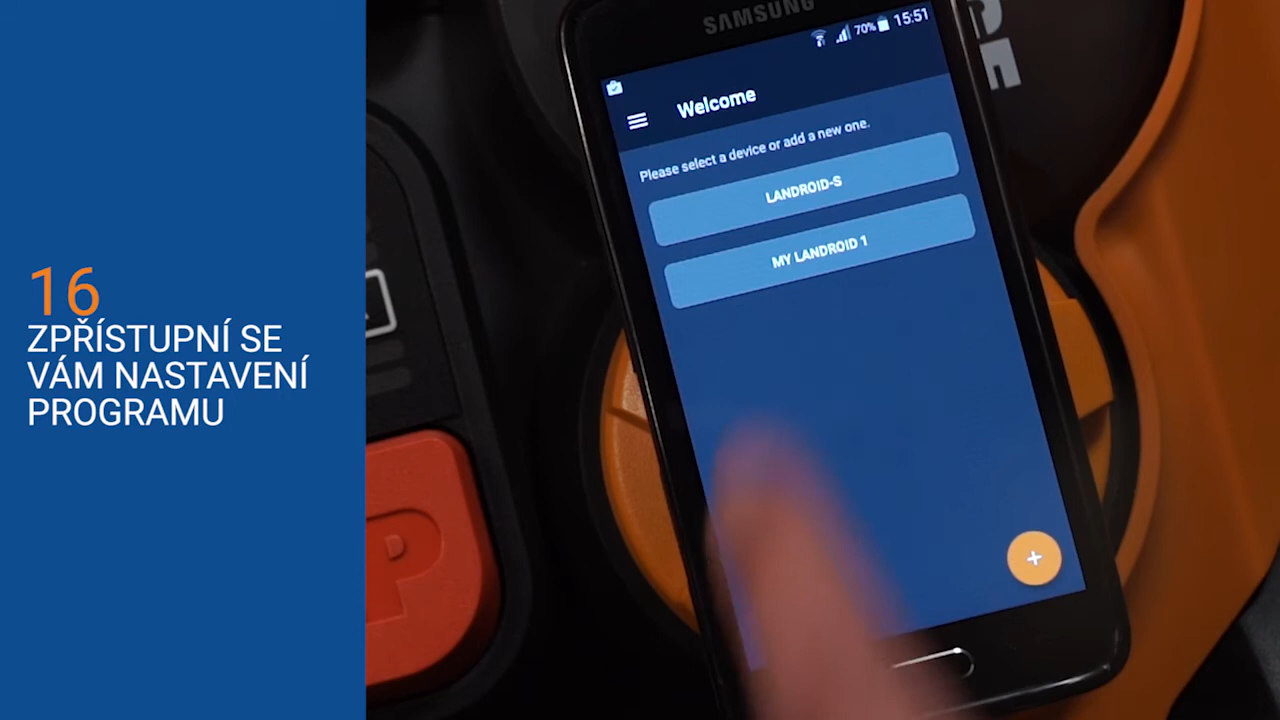 16
ZPŘÍSTUPNÍ SE
VÁM NASTAVENÍ
PROGRAMU
SAMSUNG
70% 15:51
Welcome
Please select a device or add a new one.
LANDROID-S
MY LANDROID 1
+
P